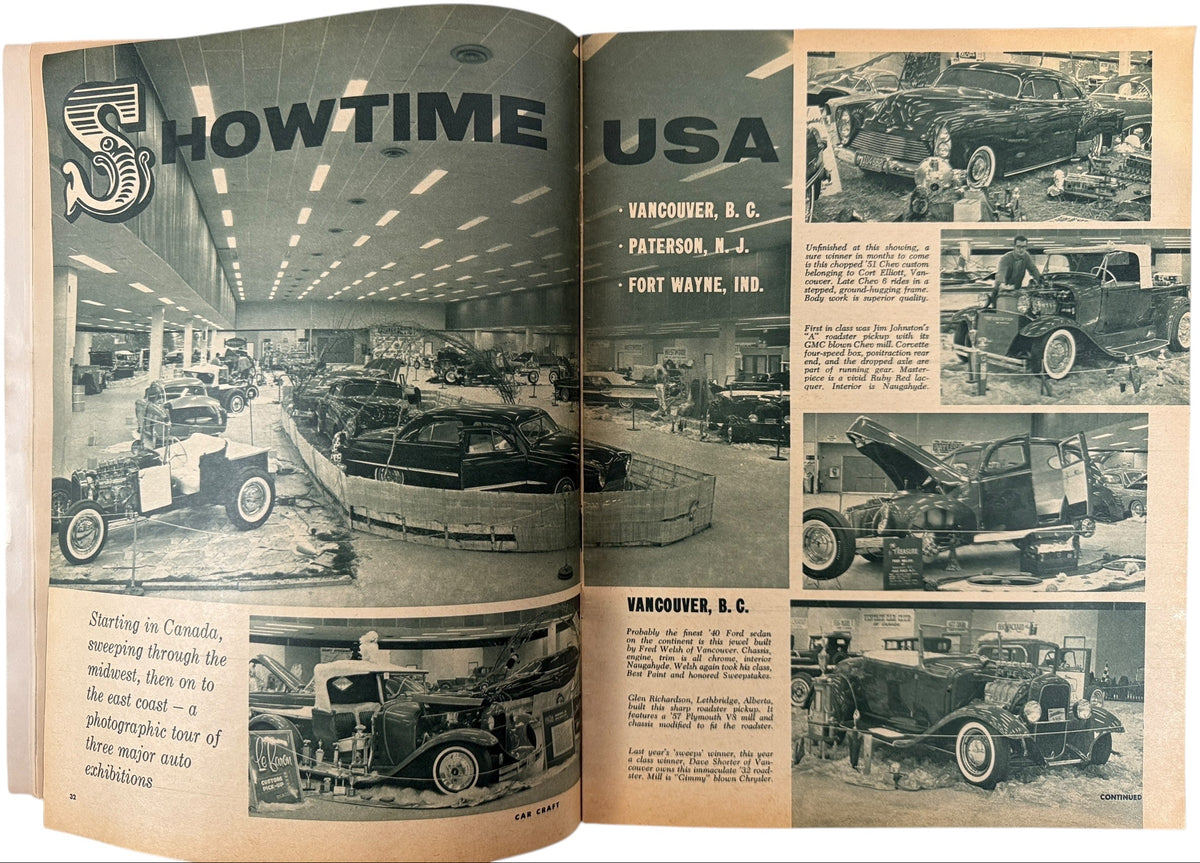 SHOWTIME USA
· VANCOUVER, B. C.
· PATERSON, N. J.
· FORT WAYNE, IND.
Unfinished at this showing, a
sure winner in months to come
is this chopped '51 Chev custom
belonging to Cort Elliott, Van-
couver. Late Chev 6 rides in a
stepped, ground-hugging frame.
Body work is superior quality.
First in class was Jim Johnston's
"A" roadster pickup with its
GMC blown Chev mill. Corvette
four-speed box, positraction rear
end, and the dropped axle are
part of running gear. Master-
piece is a vivid Ruby Red lac-
quer. Interior is Naugahyde.
TREASURE
Starting in Canada,
sweeping through the
midwest, then on to
the east coast – a
photographic tour of
three major auto
exhibitions
CUSTOM
PICK-UP
VANCOUVER, B. C.
Probably the finest '40 Ford sedan
on the continent is this jewel built
by Fred Welsh of Vancouver. Chassis,
engine, trim is all chrome, interior
Naugahyde. Welsh again took his class,
Best Paint and honored Sweepstakes.
Glen Richardson, Lethbridge, Alberta,
built this sharp roadster pickup. It
features a '57 Plymouth V8 mill and
chassis modified to fit the roadster.
Last year's 'sweeps' winner, this year
a class winner, Dave Shorter of Van-
couver owns this immaculate '32 road-
ster. Mill is "Gimmy" blown Chrysler.
32
CAR CRAFT
CONTINUED